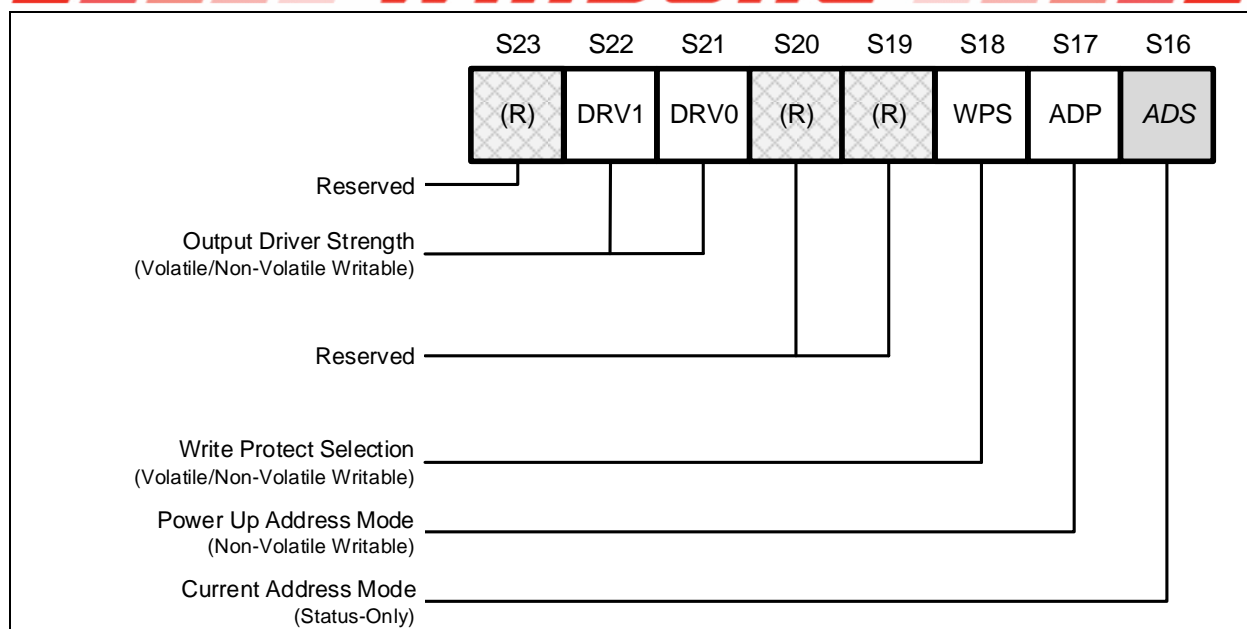 S23 S22 S21 S20 S19 S18 S17 S16
(R) DRV1 DRV0 (R) (R) WPS ADP ADS
Reserved
Output Driver Strength
(Volatile/Non-Volatile Writable)
Reserved
Write Protect Selection
(Volatile/Non-Volatile Writable)
Power Up Address Mode
(Non-Volatile Writable)
Current Address Mode
(Status-Only)